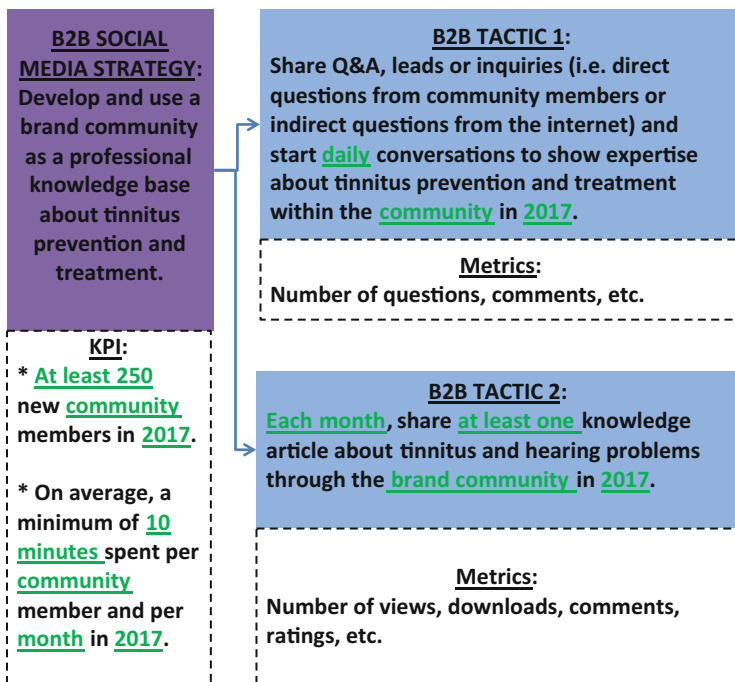 B2B SOCIAL
MEDIA STRATEGY:
Develop and use a
brand community
as a professional
knowledge base
about tinnitus
prevention and
treatment.
KPI:
* At least 250
new community
members in 2017.
* On average, a
minimum of 10
minutes spent per
community
member and per
month in 2017.
B2B TACTIC 1:
Share Q&A, leads or inquiries (i.e. direct
questions from community members or
indirect questions from the internet) and
start daily conversations to show expertise
about tinnitus prevention and treatment
within the community in 2017.
Metrics:
Number of questions, comments, etc.
B2B TACTIC 2:
Each month, share at least one knowledge
article about tinnitus and hearing problems
through the brand community in 2017.
Metrics:
Number of views, downloads, comments,
ratings, etc.